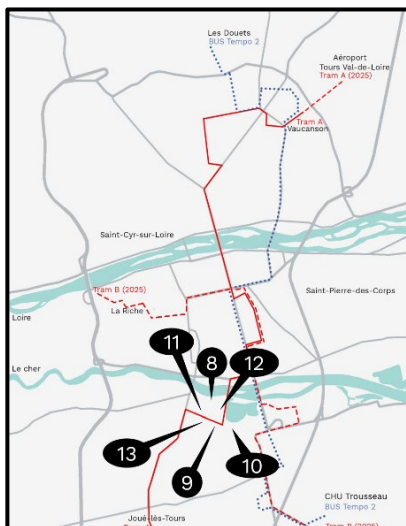 Les Douets
BUS Tempo 2
Aéroport
Tours Val-de-Loire
Tram A (2025)
Tram A
Vaucanson
Saint-Cyr-sur-Loire
Tram B (2025)
Saint-Pierre-des-Corps
La Riche
Loire
Le cher
11
8
12
13
9
10
CHU Trousseau
BUS Tempo 2
Joué-lès-Tours
Tram B (2025)